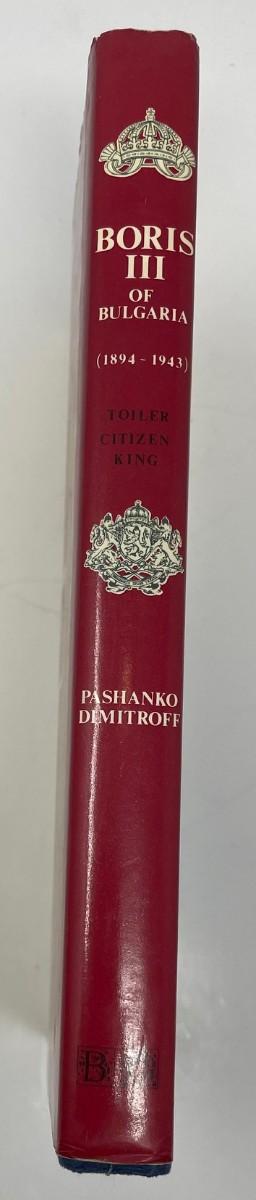 BORIS
III
OF
BULGARIA
(1894 - 1943)
TOILER
CITIZEN
KING
PASHANKO
DIMITROFF
B